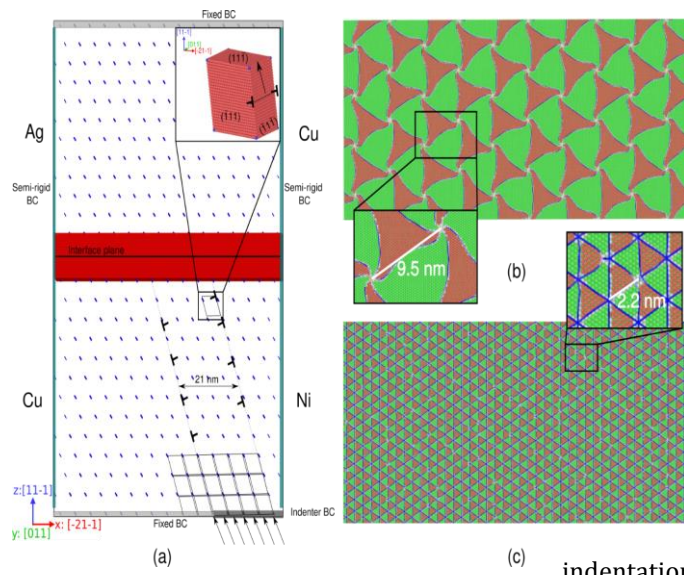 Fixed BC
[11-1]
[011]
[-21-1]
(111)
(111)
(111)
Ag
Cu
Semi-rigid
BC
Semi-rigid
BC
Interface plane
21 nm
Cu
Ni
z:[11-1]
y: [011]
x: [-21-1]
Fixed BC
Indenter BC
(a)
9.5 nm
(b)
2.2 nm
(c)
indentation